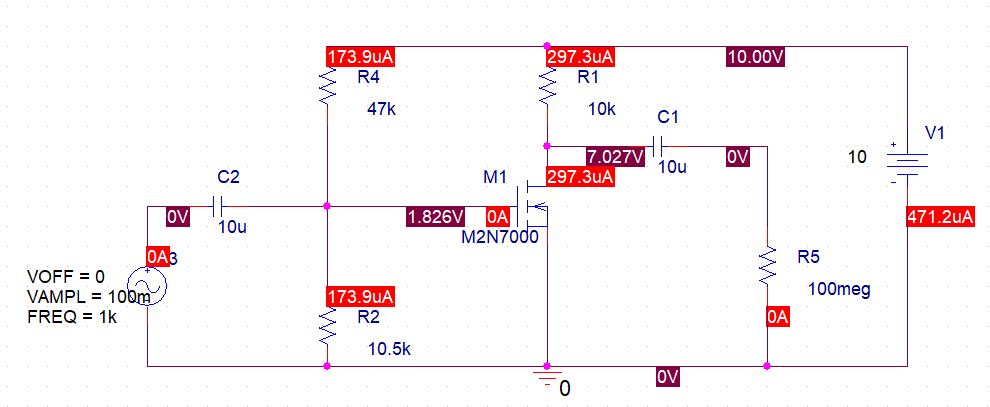 173.9uA
297.3uA
10.00V
R4
R1
47k
10k
C1
V1
7.027V
0V
10
10u
C2
M1
297.3uA
0V
10u
1.826V
0A
471.2uA
M2N7000
0A
3
R5
VOFF = 0
VAMPL = 100m
FREQ = 1k
173.9uA
100meg
R2
0A
10.5k
0V
0